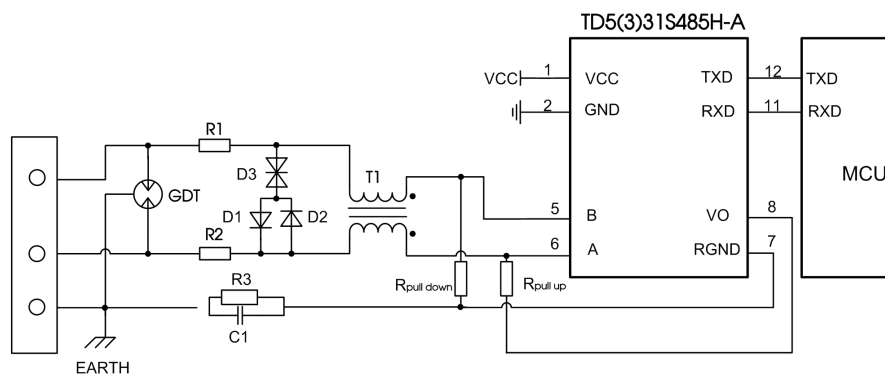 TD5(3)31S485H-A
VCC 1 VCC TXD 12 TXD
2 GND RXD 11 RXD
R1
D3
T1
MCU
GDT
D1 D2
5 B VO 8
R2
6 A RGND 7
R3
Rpull down Rpull up
C1
EARTH